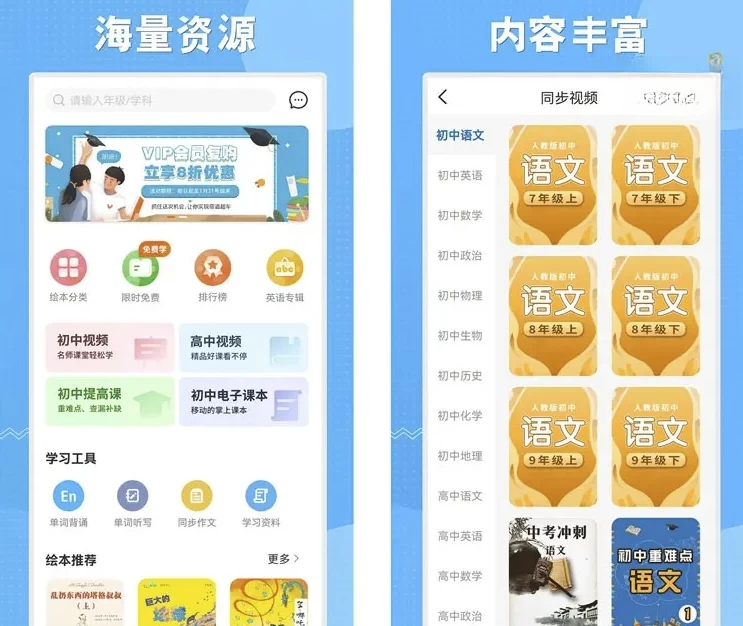 海量资源
请输入年级/学科
VIP会员复购
立享8折优惠
抓住这次机会,让你实现弯道超车
免费学
绘本分类
限时免费
排行榜
英语专辑
初中视频
名师课堂轻松学
高中视频
精品好课看不停
初中提高课
重难点、查漏补缺
初中电子课本
移动的掌上课本
学习工具
En
单词背诵
单词听写
同步作文
学习资料
绘本推荐
更多
乱扔东西的塔格叔叔
(上)
巨大的
内容丰富
同步视频
初中语文
初中英语
初中数学
初中政治
初中物理
初中生物
初中历史
初中化学
初中地理
高中语文
高中英语
高中数学
高中政治
人教版初中
语文
7年级上
人教版初中
语文
7年级下
人教版初中
语文
8年级上
人教版初中
语文
8年级下
人教版初中
语文
9年级上
人教版初中
语文
9年级下
中考冲刺
语文
初中重难点
语文
1